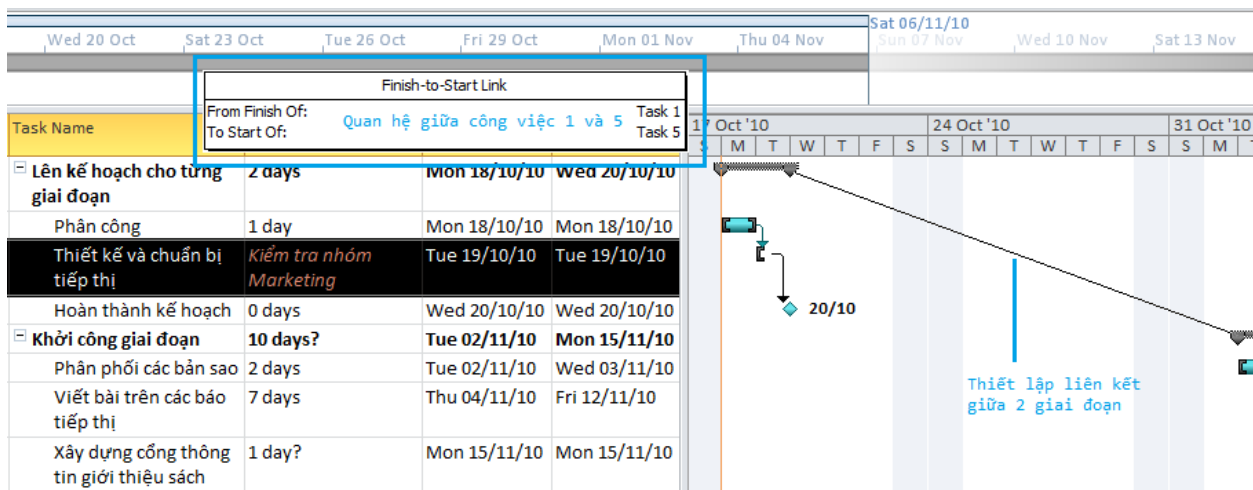 Sat 06/11/10
Wed 20 Oct Sat 23 Oct Tue 26 Oct Fri 29 Oct Mon 01 Nov Thu 04 Nov Sun 07 Nov Wed 10 Nov Sat 13 Nov
Finish-to-Start Link
From Finish Of: Task 1
To Start Of: Task 5
Quan hệ giữa công việc 1 và 5
Task Name
17 Oct '10 24 Oct '10 31 Oct '10
S M T W T F S S M T W T F S S M T
Lên kế hoạch cho từng 2 days Mon 18/10/10 Wed 20/10/10
giai đoạn
Phân công 1 day Mon 18/10/10 Mon 18/10/10
Thiết kế và chuẩn bị Kiểm tra nhóm Tue 19/10/10 Tue 19/10/10
tiếp thị Marketing
Hoàn thành kế hoạch 0 days Wed 20/10/10 Wed 20/10/10
20/10
Khởi công giai đoạn 10 days? Tue 02/11/10 Mon 15/11/10
Phân phối các bản sao 2 days Tue 02/11/10 Wed 03/11/10
Viết bài trên các báo 7 days Thu 04/11/10 Fri 12/11/10
tiếp thị
Xây dựng cổng thông 1 day? Mon 15/11/10 Mon 15/11/10
tin giới thiệu sách
Thiết lập liên kết
giữa 2 giai đoạn